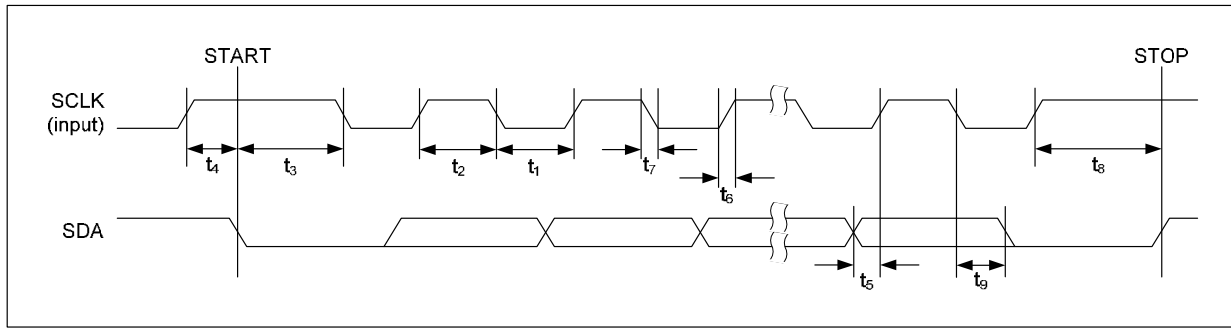 START
STOP
SCLK
(input)
t4
t3
t2
t1
t7
t6
t8
SDA
t5
t9